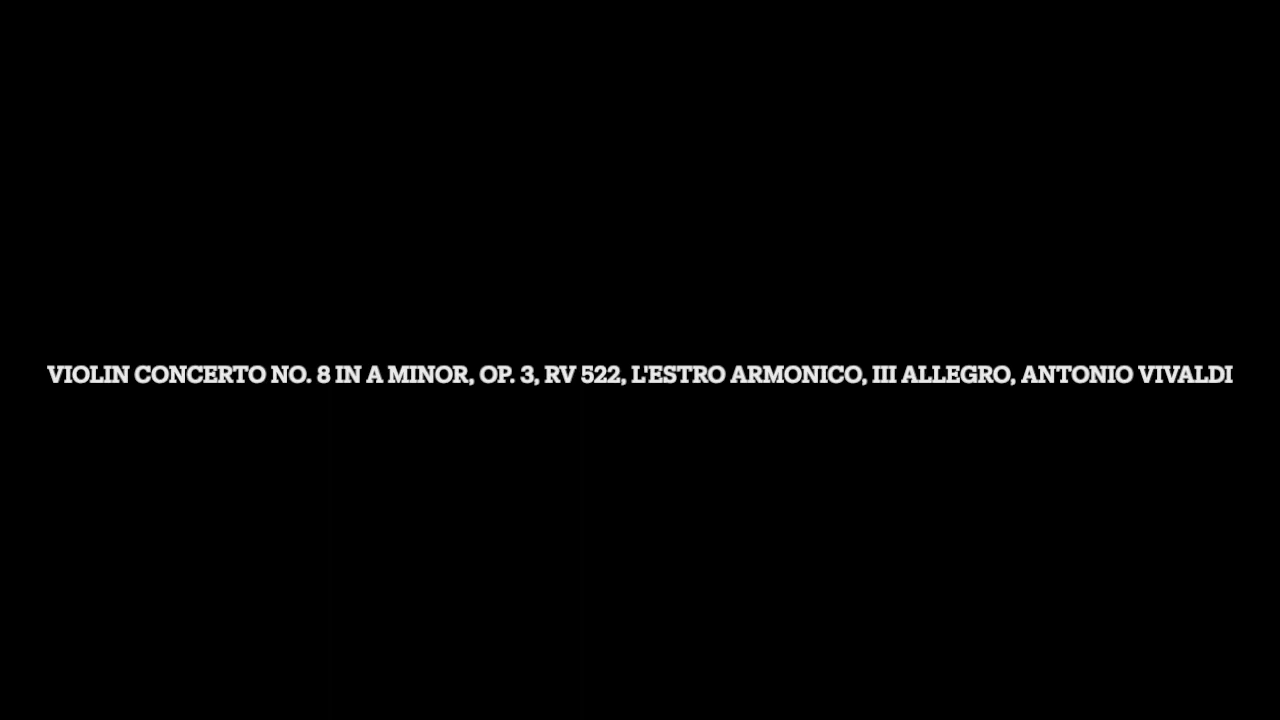 VIOLIN CONCERTO NO. 8 IN A MINOR, OP. 3, RV 522, L'ESTRO ARMONICO, III ALLEGRO, ANTONIO VIVALDI